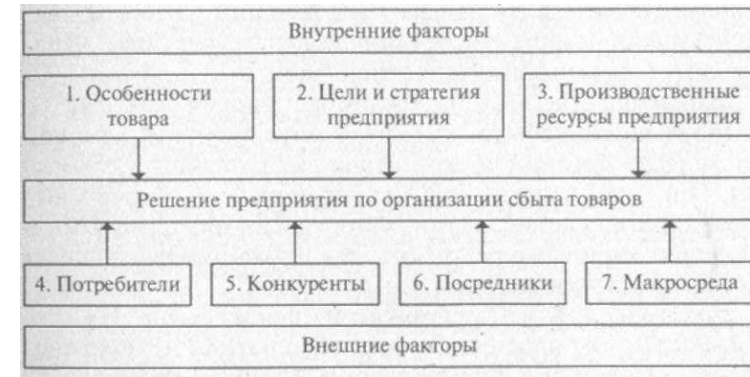 Внутренние факторы
1. Особенности товара
2. Цели и стратегия предприятия
3. Производственные ресурсы предприятия
Решение предприятия по организации сбыта товаров
4. Потребители
5. Конкуренты
6. Посредники
7. Макросреда
Внешние факторы